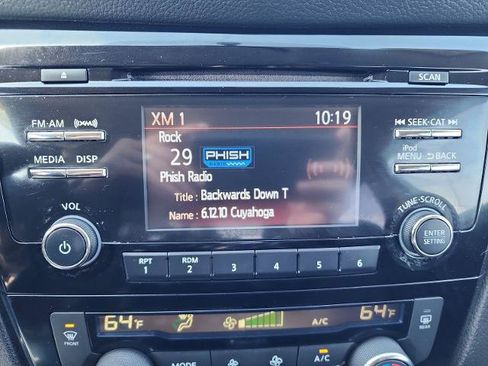 SCAN
FM·AM (XM)
SEEK·CAT
MEDIA DISP
iPod
MENU BACK
XM 1 10:19
Rock
29 PHISH
RADIO
Phish Radio
Title : Backwards Down T
Name : 6.12.10 Cuyahoga
VOL
TUNE·SCROLL
ENTER
SETTING
RPT
1
RDM
2
3 4 5 6
64°F A/C 64°F
FRONT
REAR
MODE
A/C